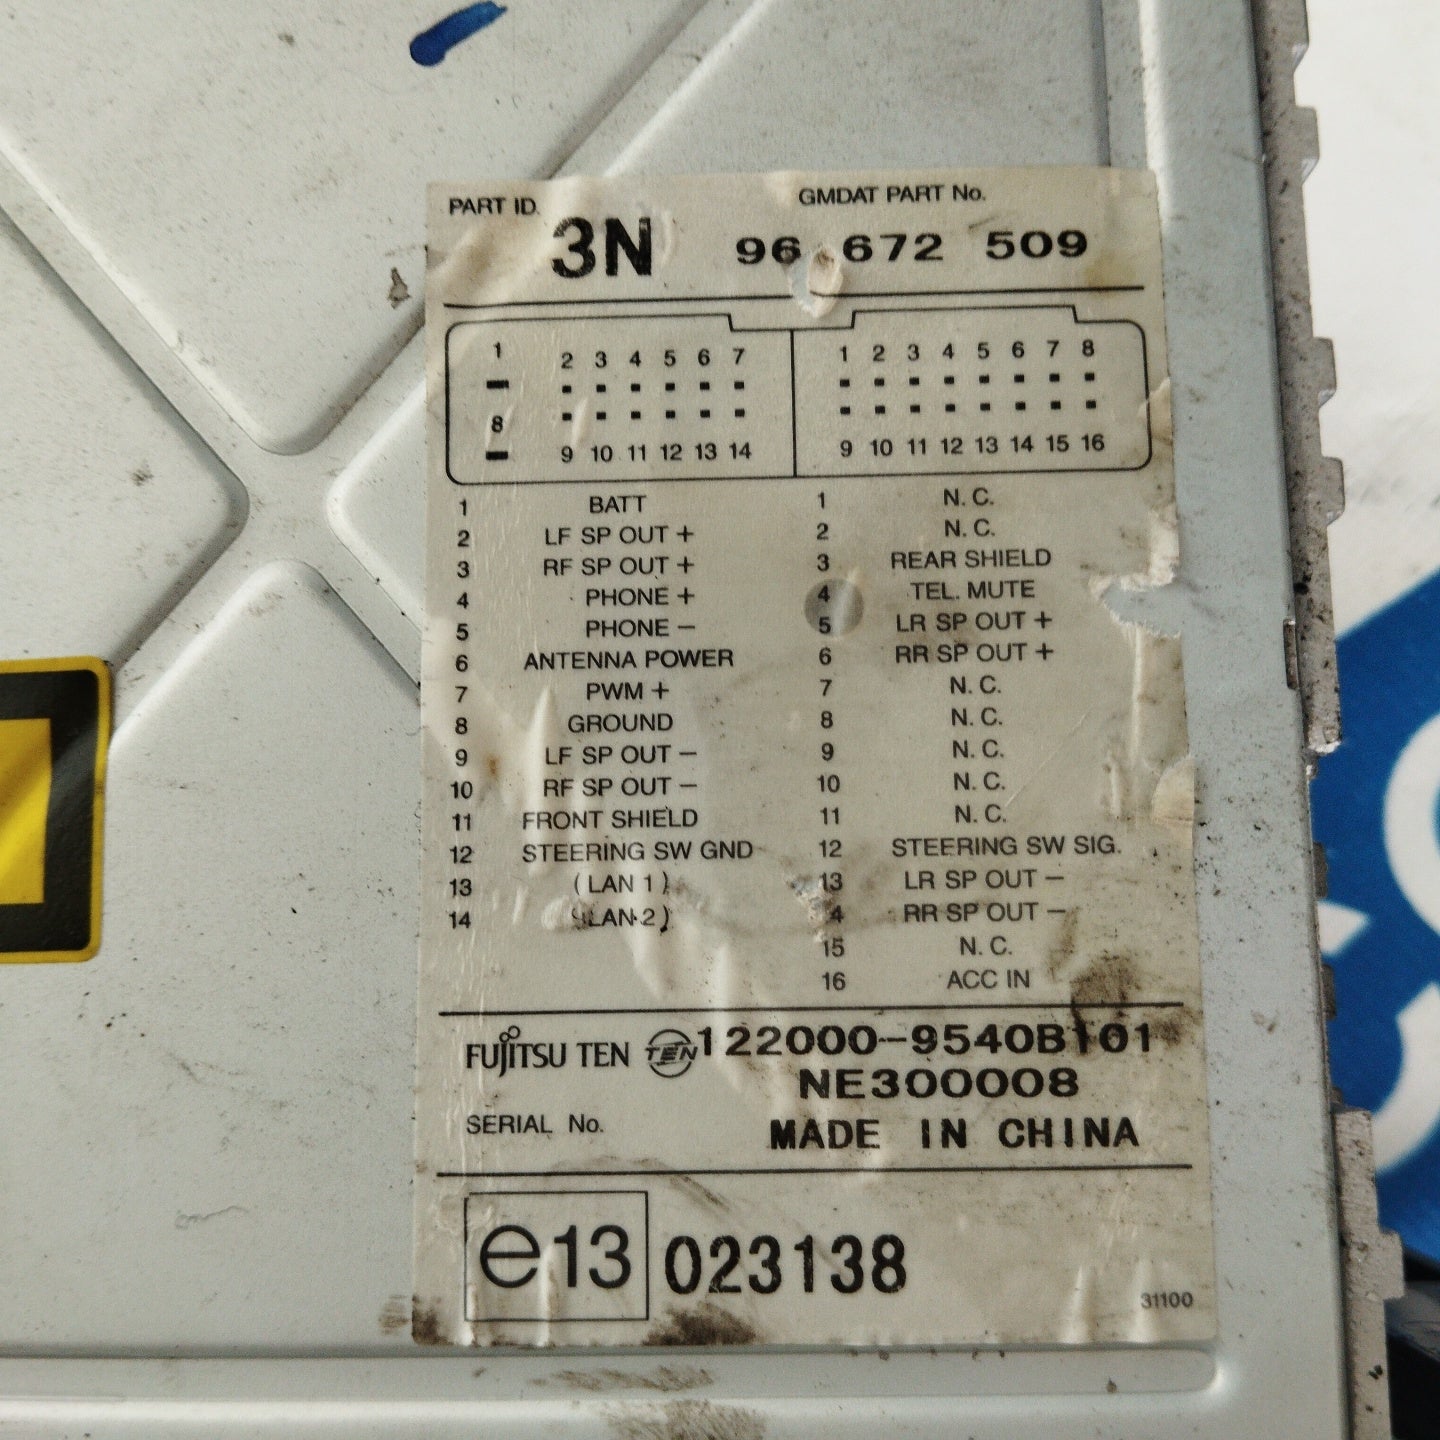 PART ID. GMDAT PART No.
3N 96 672 509
1 2 3 4 5 6 7 1 2 3 4 5 6 7 8
8 9 10 11 12 13 14 9 10 11 12 13 14 15 16
1 BATT 1 N. C.
2 LF SP OUT + 2 N. C.
3 RF SP OUT + 3 REAR SHIELD
4 PHONE + 4 TEL. MUTE
5 PHONE − 5 LR SP OUT +
6 ANTENNA POWER 6 RR SP OUT +
7 PWM + 7 N. C.
8 GROUND 8 N. C.
9 LF SP OUT − 9 N. C.
10 RF SP OUT − 10 N. C.
11 FRONT SHIELD 11 N. C.
12 STEERING SW GND 12 STEERING SW SIG.
13 ( LAN 1 ) 13 LR SP OUT −
14 LAN 2 ) 4 RR SP OUT −
15 N. C.
16 ACC IN
FUJITSU TEN TEN 122000-9540B101
NE300008
SERIAL No. MADE IN CHINA
e13 023138
31100